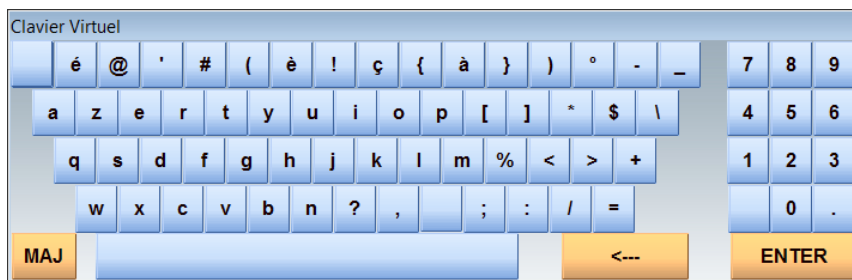 Clavier Virtuel
é @ ' # ( è ! ç { à } ) ° - _ 7 8 9
a z e r t y u i o p [ ] * $ \ 4 5 6
q s d f g h j k l m % < > + 1 2 3
w x c v b n ? , ; : / = 0 .
MAJ <--- ENTER